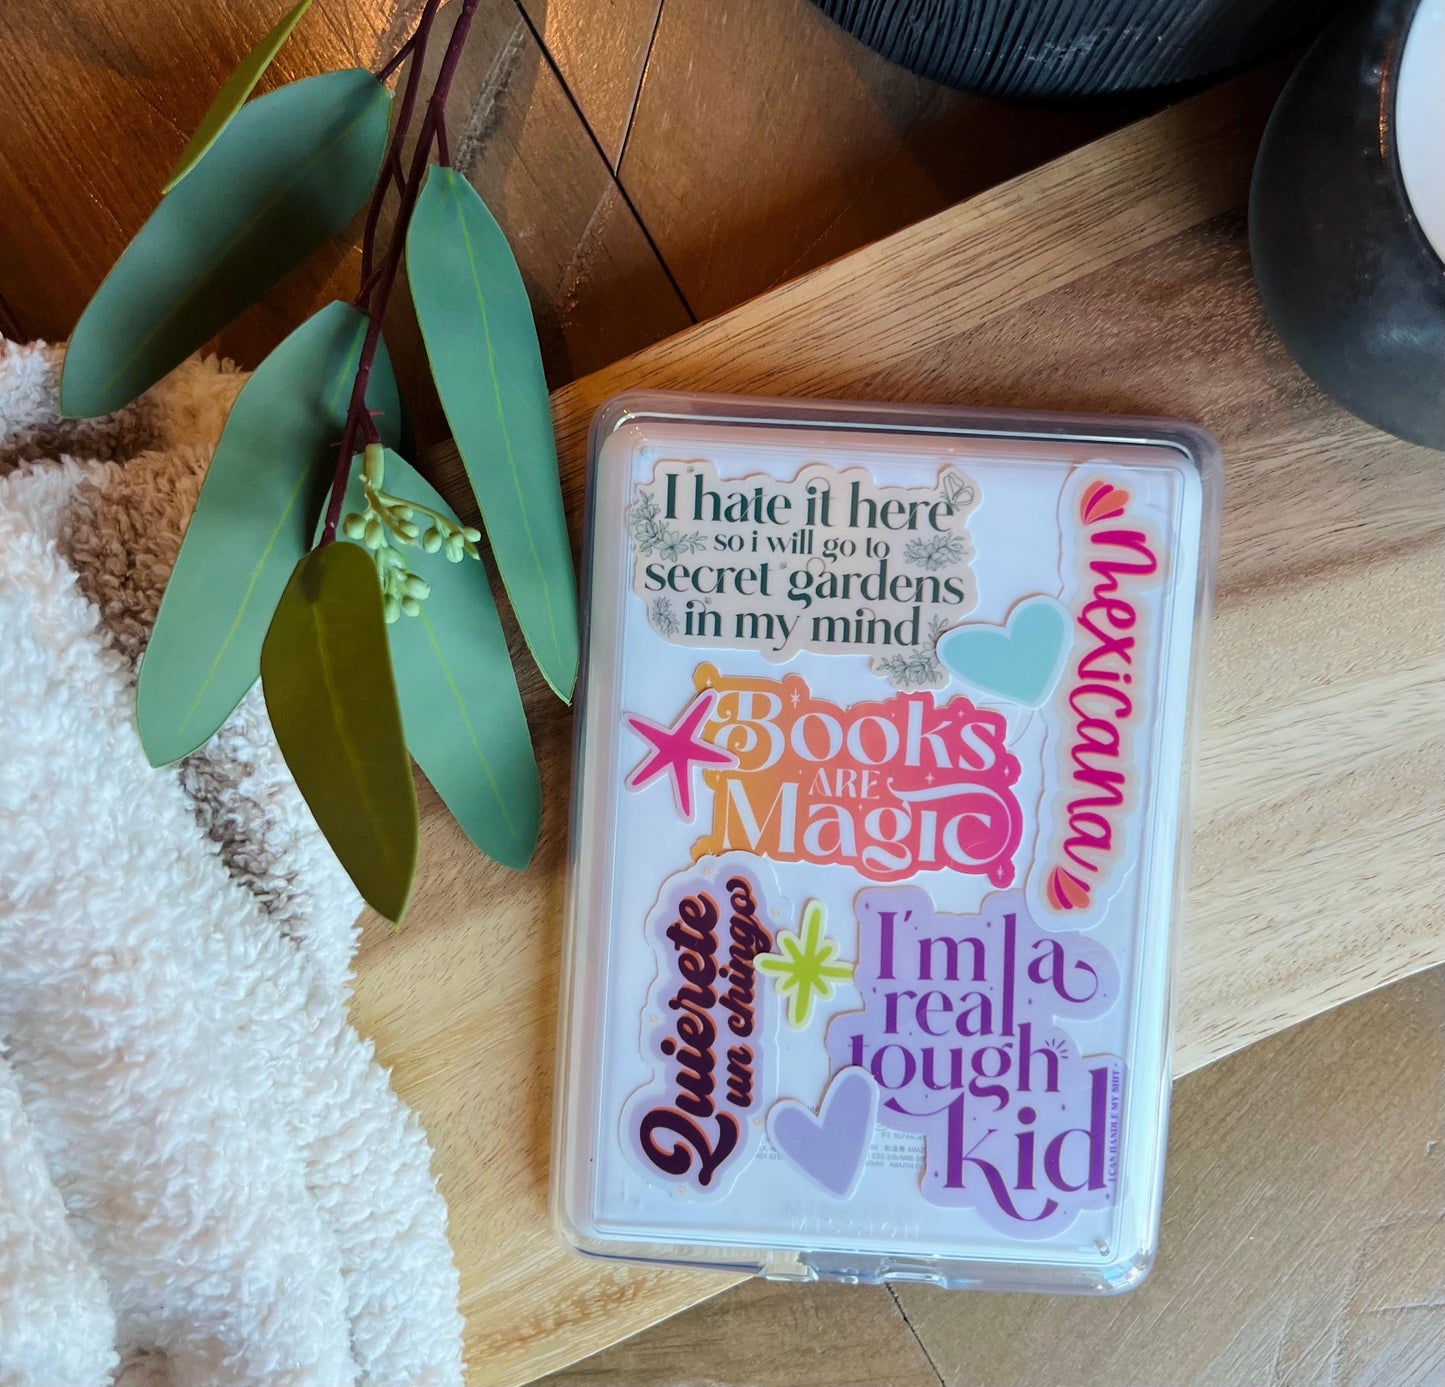 I hate it here
so i will go to
secret gardens
in my mind
Mexicana
Books
ARE
Magic
Quierete
un chingo
I'm a
real
tough
kid
I CAN HANDLE MY SHIT